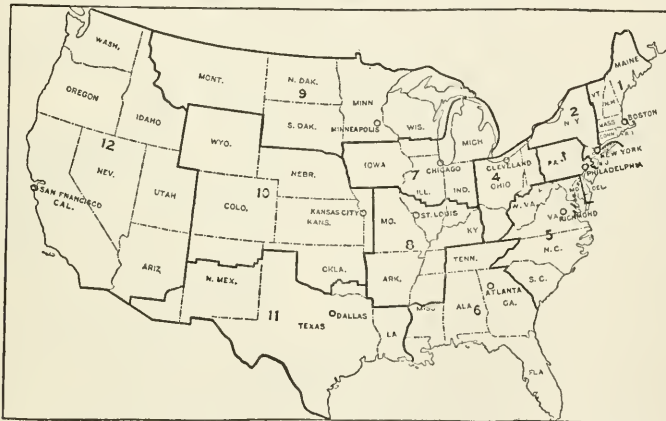 WASH.
MAINE
MONT.
N. DAK.
9
MINN
VT.
N.H.
1
OREGON
2
N.Y.
IDAHO
S. DAK.
MINNEAPOLIS
WIS.
MICH
MASS.
BOSTON
CONN.
R.I.
WYO.
NEW YORK
12
IOWA
7
CHICAGO
CLEVELAND
4
OHIO
PA.
N.J.
PHILADELPHIA
NEV.
NEBR.
ILL.
IND.
MD.
DEL.
SAN FRANCISCO
CAL.
UTAH
10
COLO.
KANSAS CITY
KANS.
MO.
ST. LOUIS
W. VA.
VA.
RICHMOND
8
KY
5
ARIZ.
N. MEX.
OKLA.
ARK.
TENN.
N.C.
S.C.
11
TEXAS
DALLAS
LA
MISS
ALA
6
ATLANTA
GA.
FLA